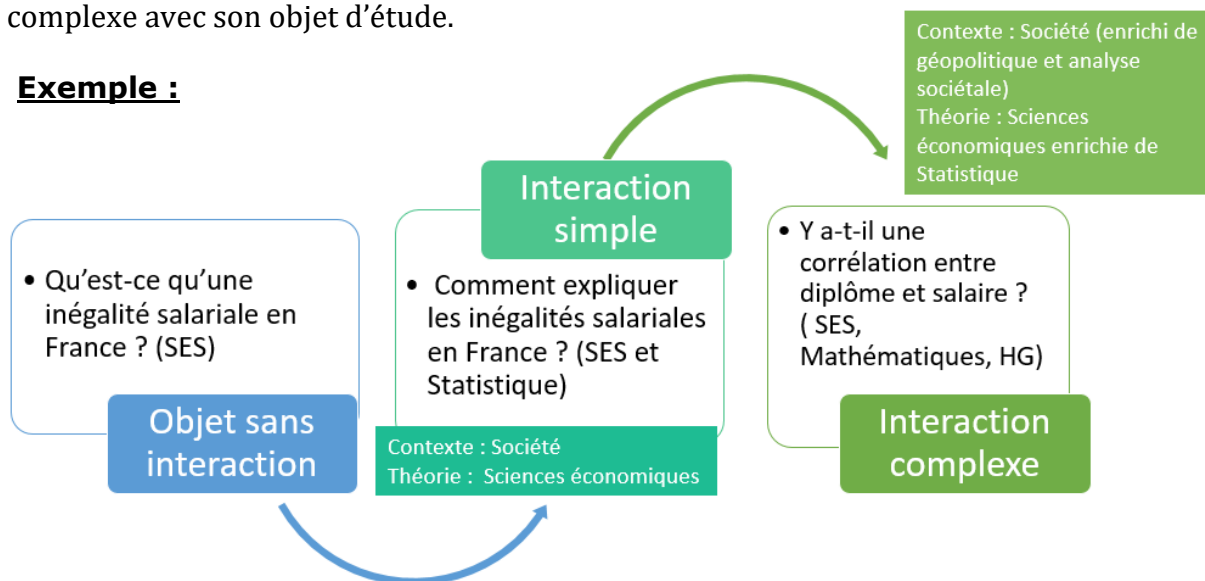 complexe avec son objet d’étude.
Exemple :
• Qu’est-ce qu’une
inégalité salariale en
France ? (SES)
Objet sans
interaction
Interaction
simple
• Comment expliquer
les inégalités salariales
en France ? (SES et
Statistique)
Contexte : Société
Théorie : Sciences économiques
Contexte : Société (enrichi de
géopolitique et analyse
sociétale)
Théorie : Sciences
économiques enrichie de
Statistique
• Y a-t-il une
corrélation entre
diplôme et salaire ?
( SES,
Mathématiques, HG)
Interaction
complexe